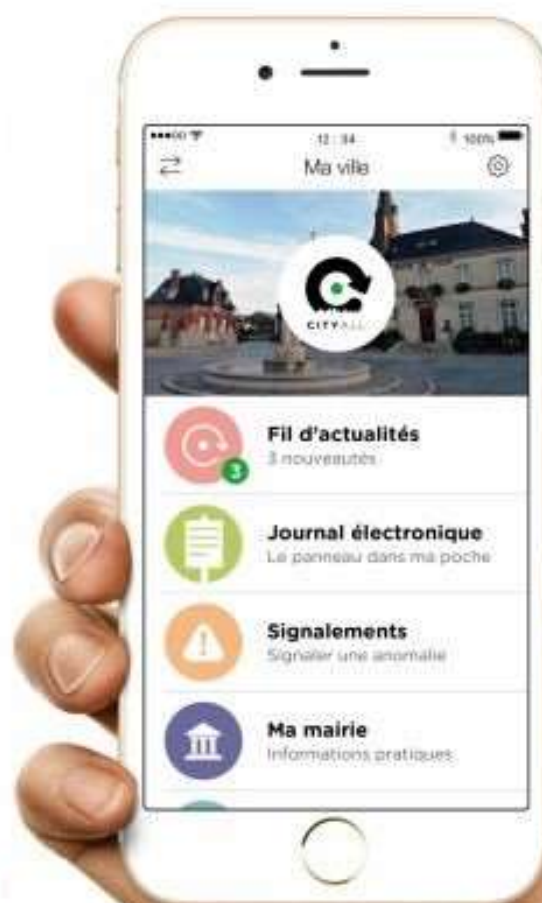 12:34
100%
Ma ville
CITYALL
Fil d'actualités
3 nouveautés
3
Journal électronique
Le panneau dans ma poche
Signalements
Signaler une anomalie
Ma mairie
Informations pratiques